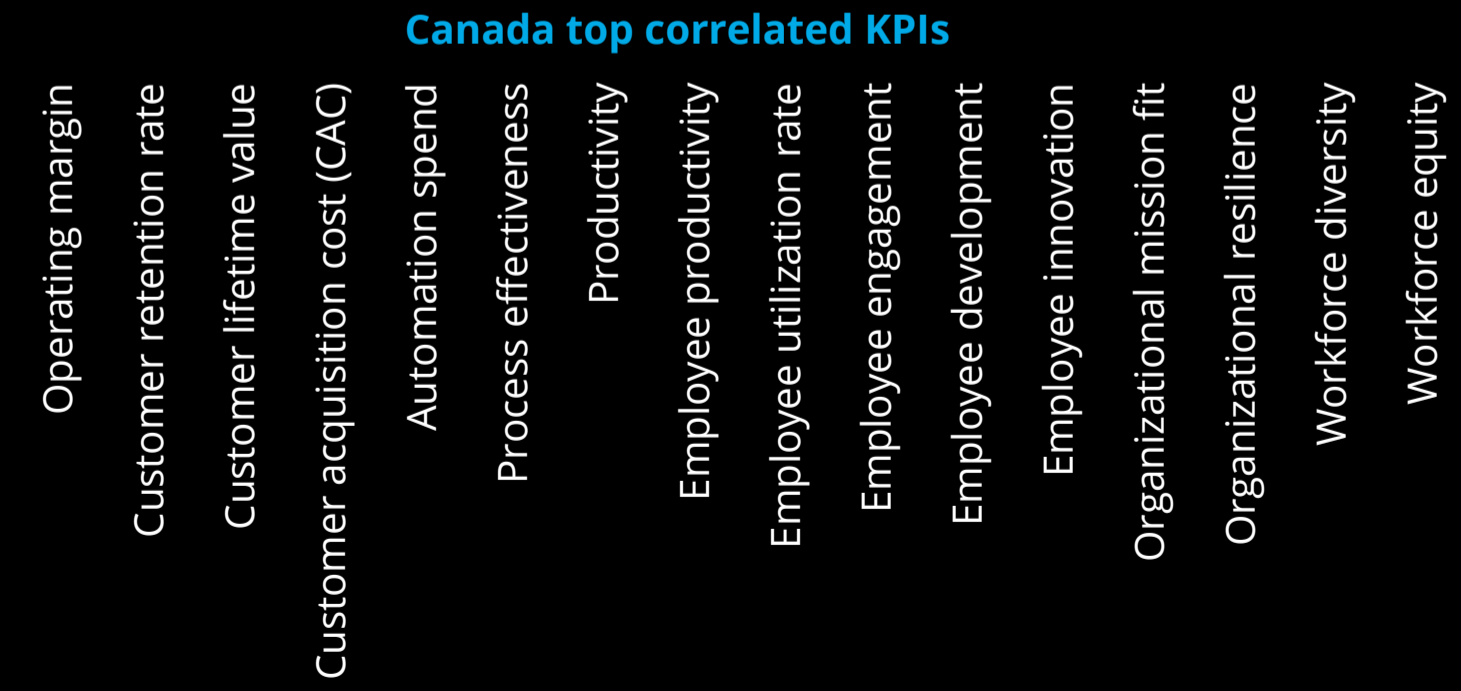 Canada top correlated KPIs
Operating margin
Customer retention rate
Customer lifetime value
Customer acquisition cost (CAC)
Automation spend
Process effectiveness
Productivity
Employee productivity
Employee utilization rate
Employee engagement
Employee development
Employee innovation
Organizational mission fit
Organizational resilience
Workforce diversity
Workforce equity